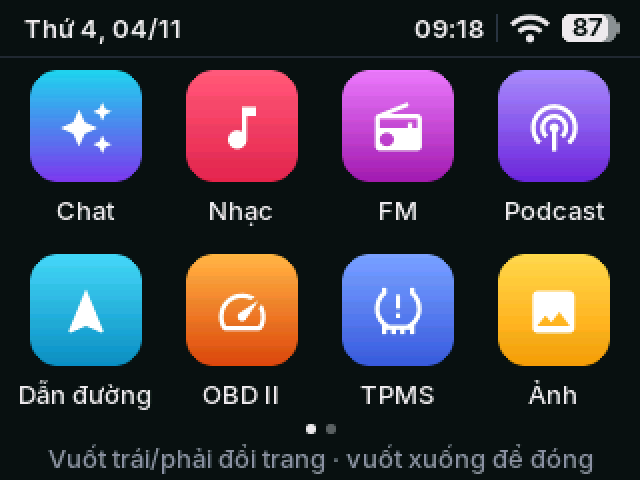 Thứ 4, 04/11 09:18 87
Chat Nhạc FM Podcast
Dẫn đường OBD II TPMS Ảnh
Vuốt trái/phải đổi trang · vuốt xuống để đóng